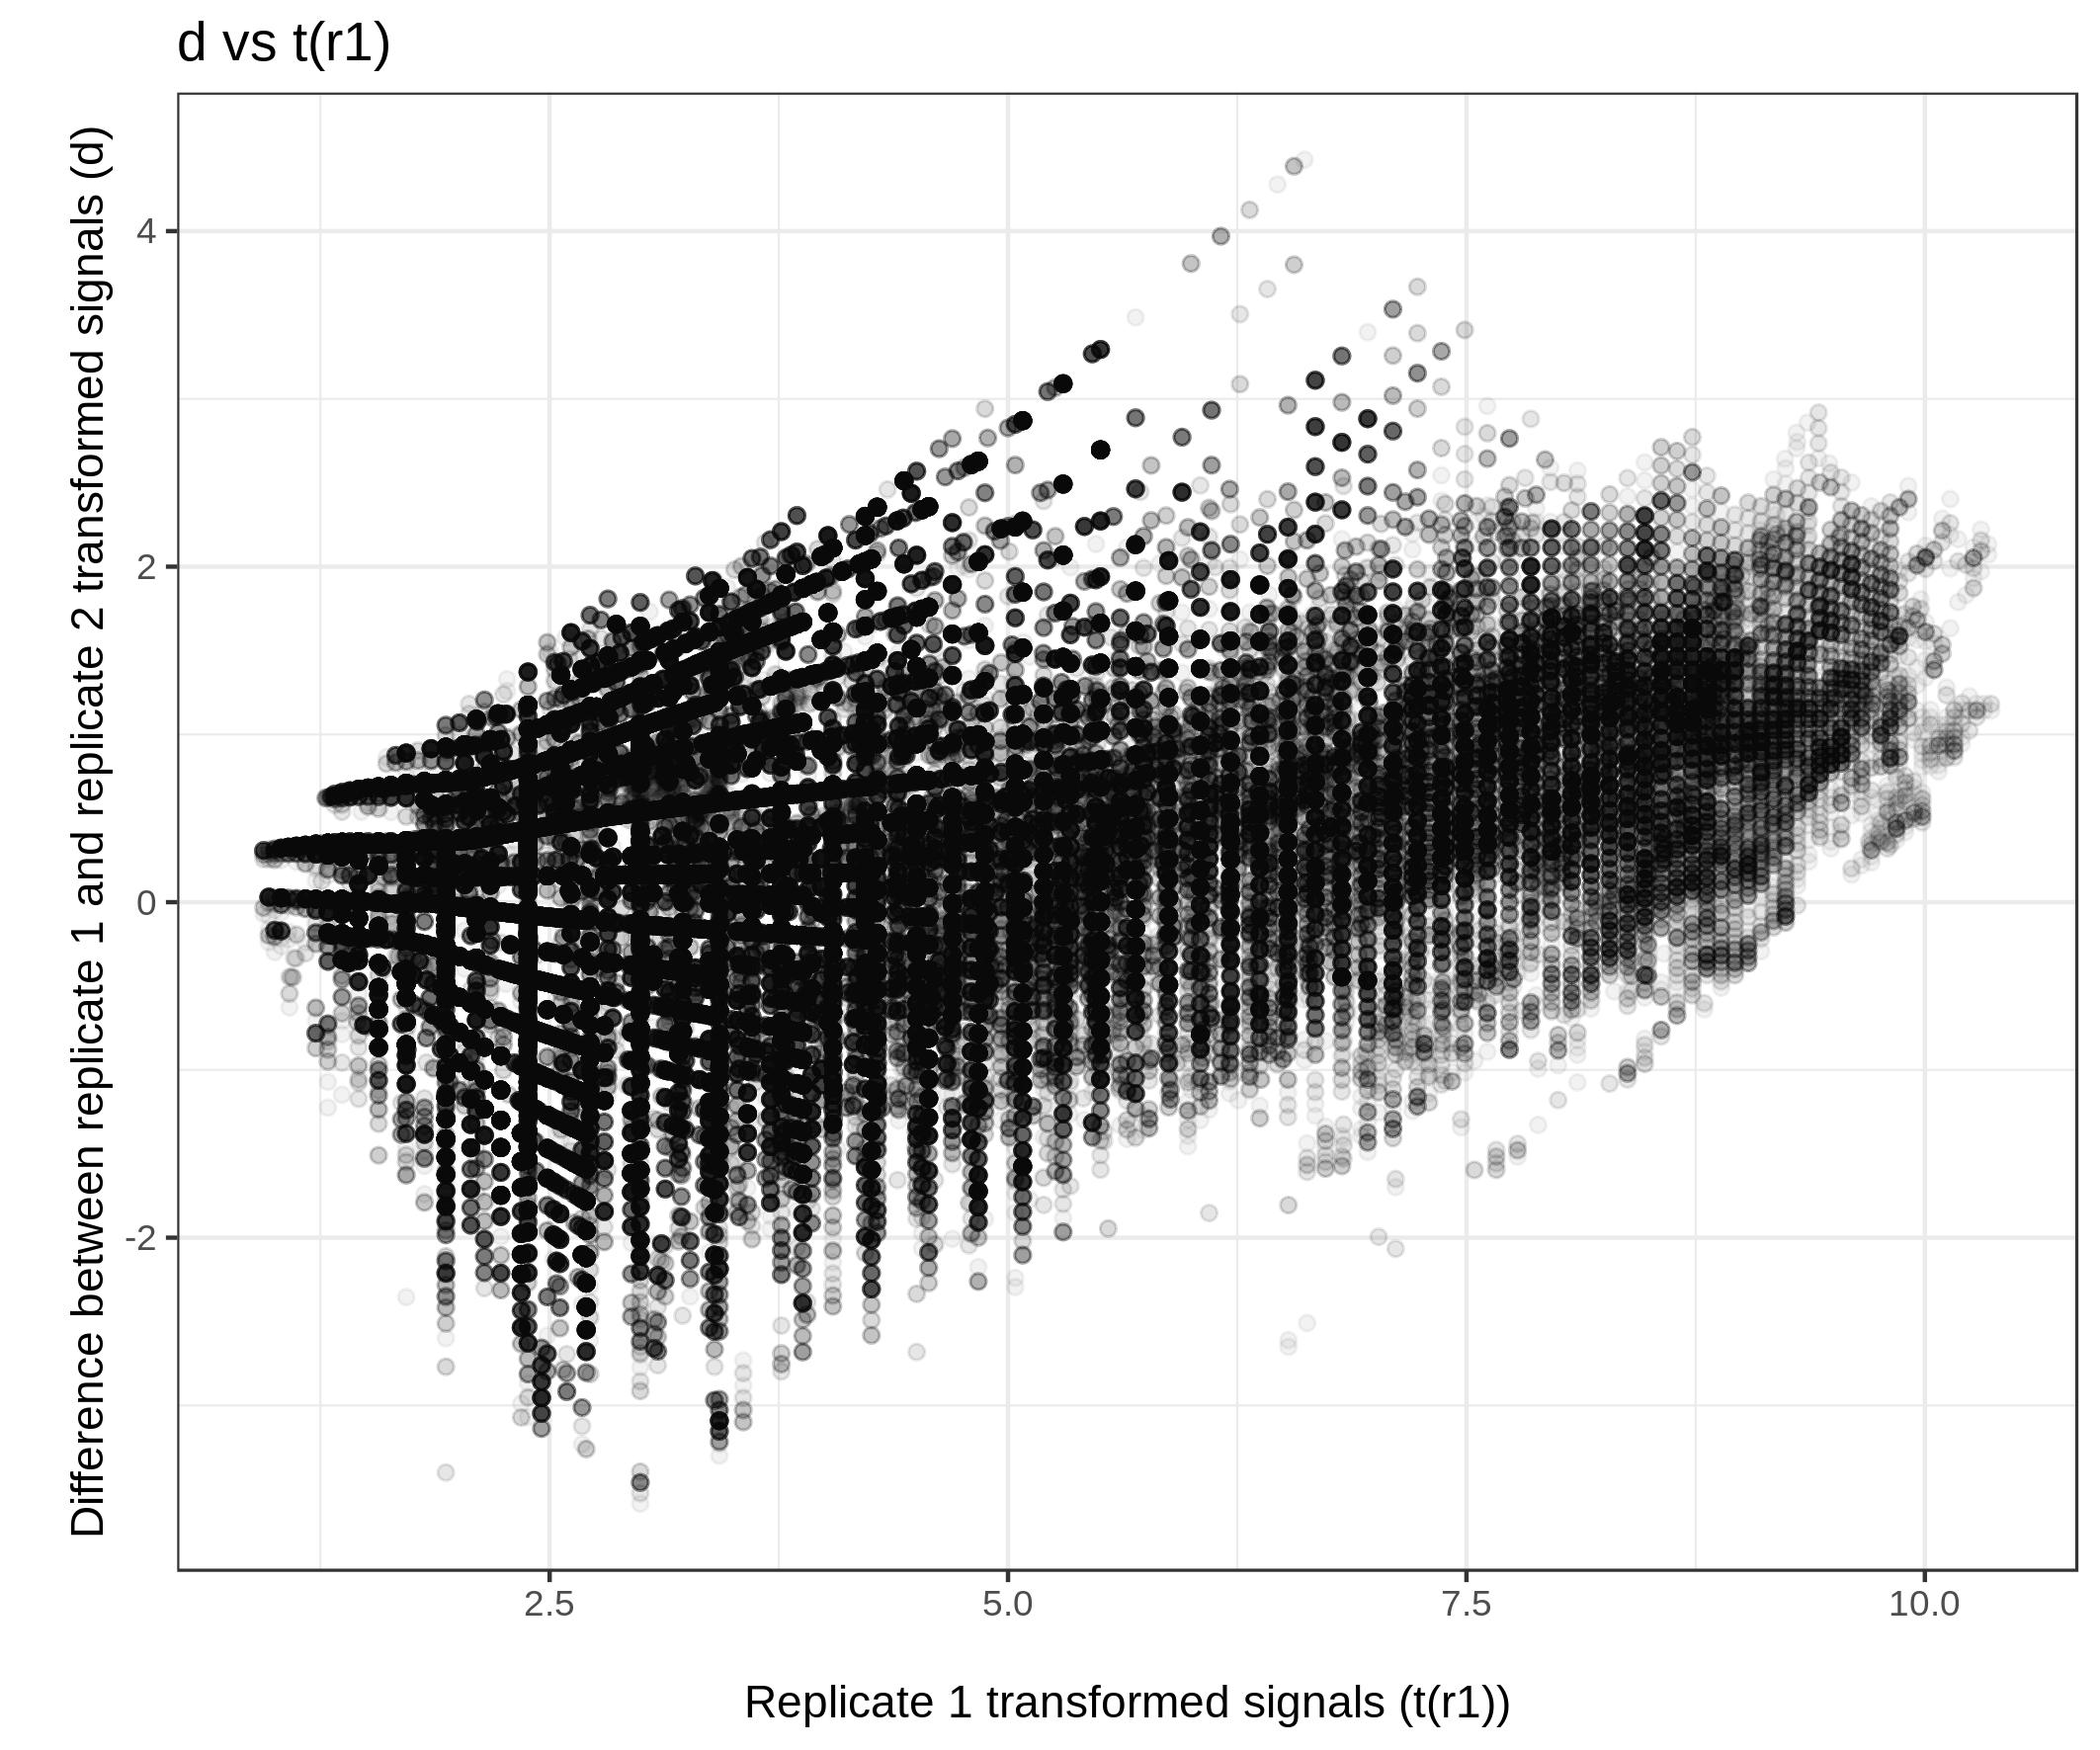 d vs t(r1)
Difference between replicate 1 and replicate 2 transformed signals (d)
4
2
0
-2
2.5
5.0
7.5
10.0
Replicate 1 transformed signals (t(r1))